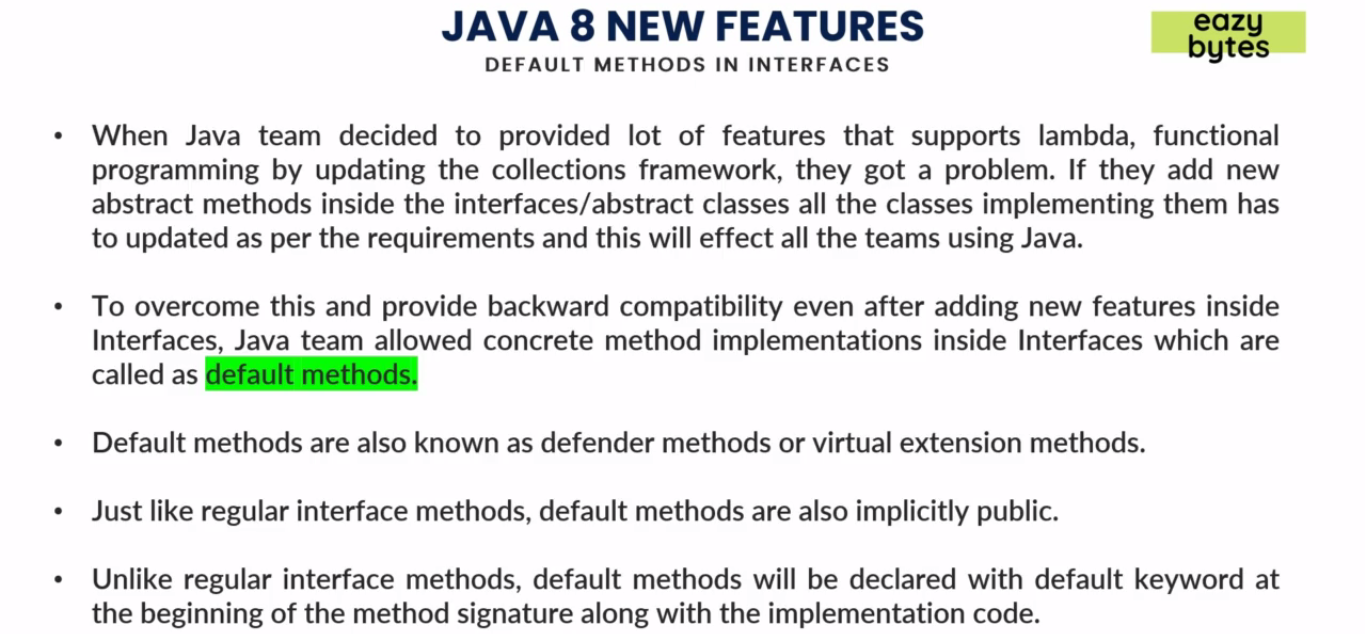 JAVA 8 NEW FEATURES
DEFAULT METHODS IN INTERFACES
eazy
bytes
• When Java team decided to provided lot of features that supports lambda, functional
programming by updating the collections framework, they got a problem. If they add new
abstract methods inside the interfaces/abstract classes all the classes implementing them has
to updated as per the requirements and this will effect all the teams using Java.
• To overcome this and provide backward compatibility even after adding new features inside
Interfaces, Java team allowed concrete method implementations inside Interfaces which are
called as default methods.
• Default methods are also known as defender methods or virtual extension methods.
• Just like regular interface methods, default methods are also implicitly public.
• Unlike regular interface methods, default methods will be declared with default keyword at
the beginning of the method signature along with the implementation code.